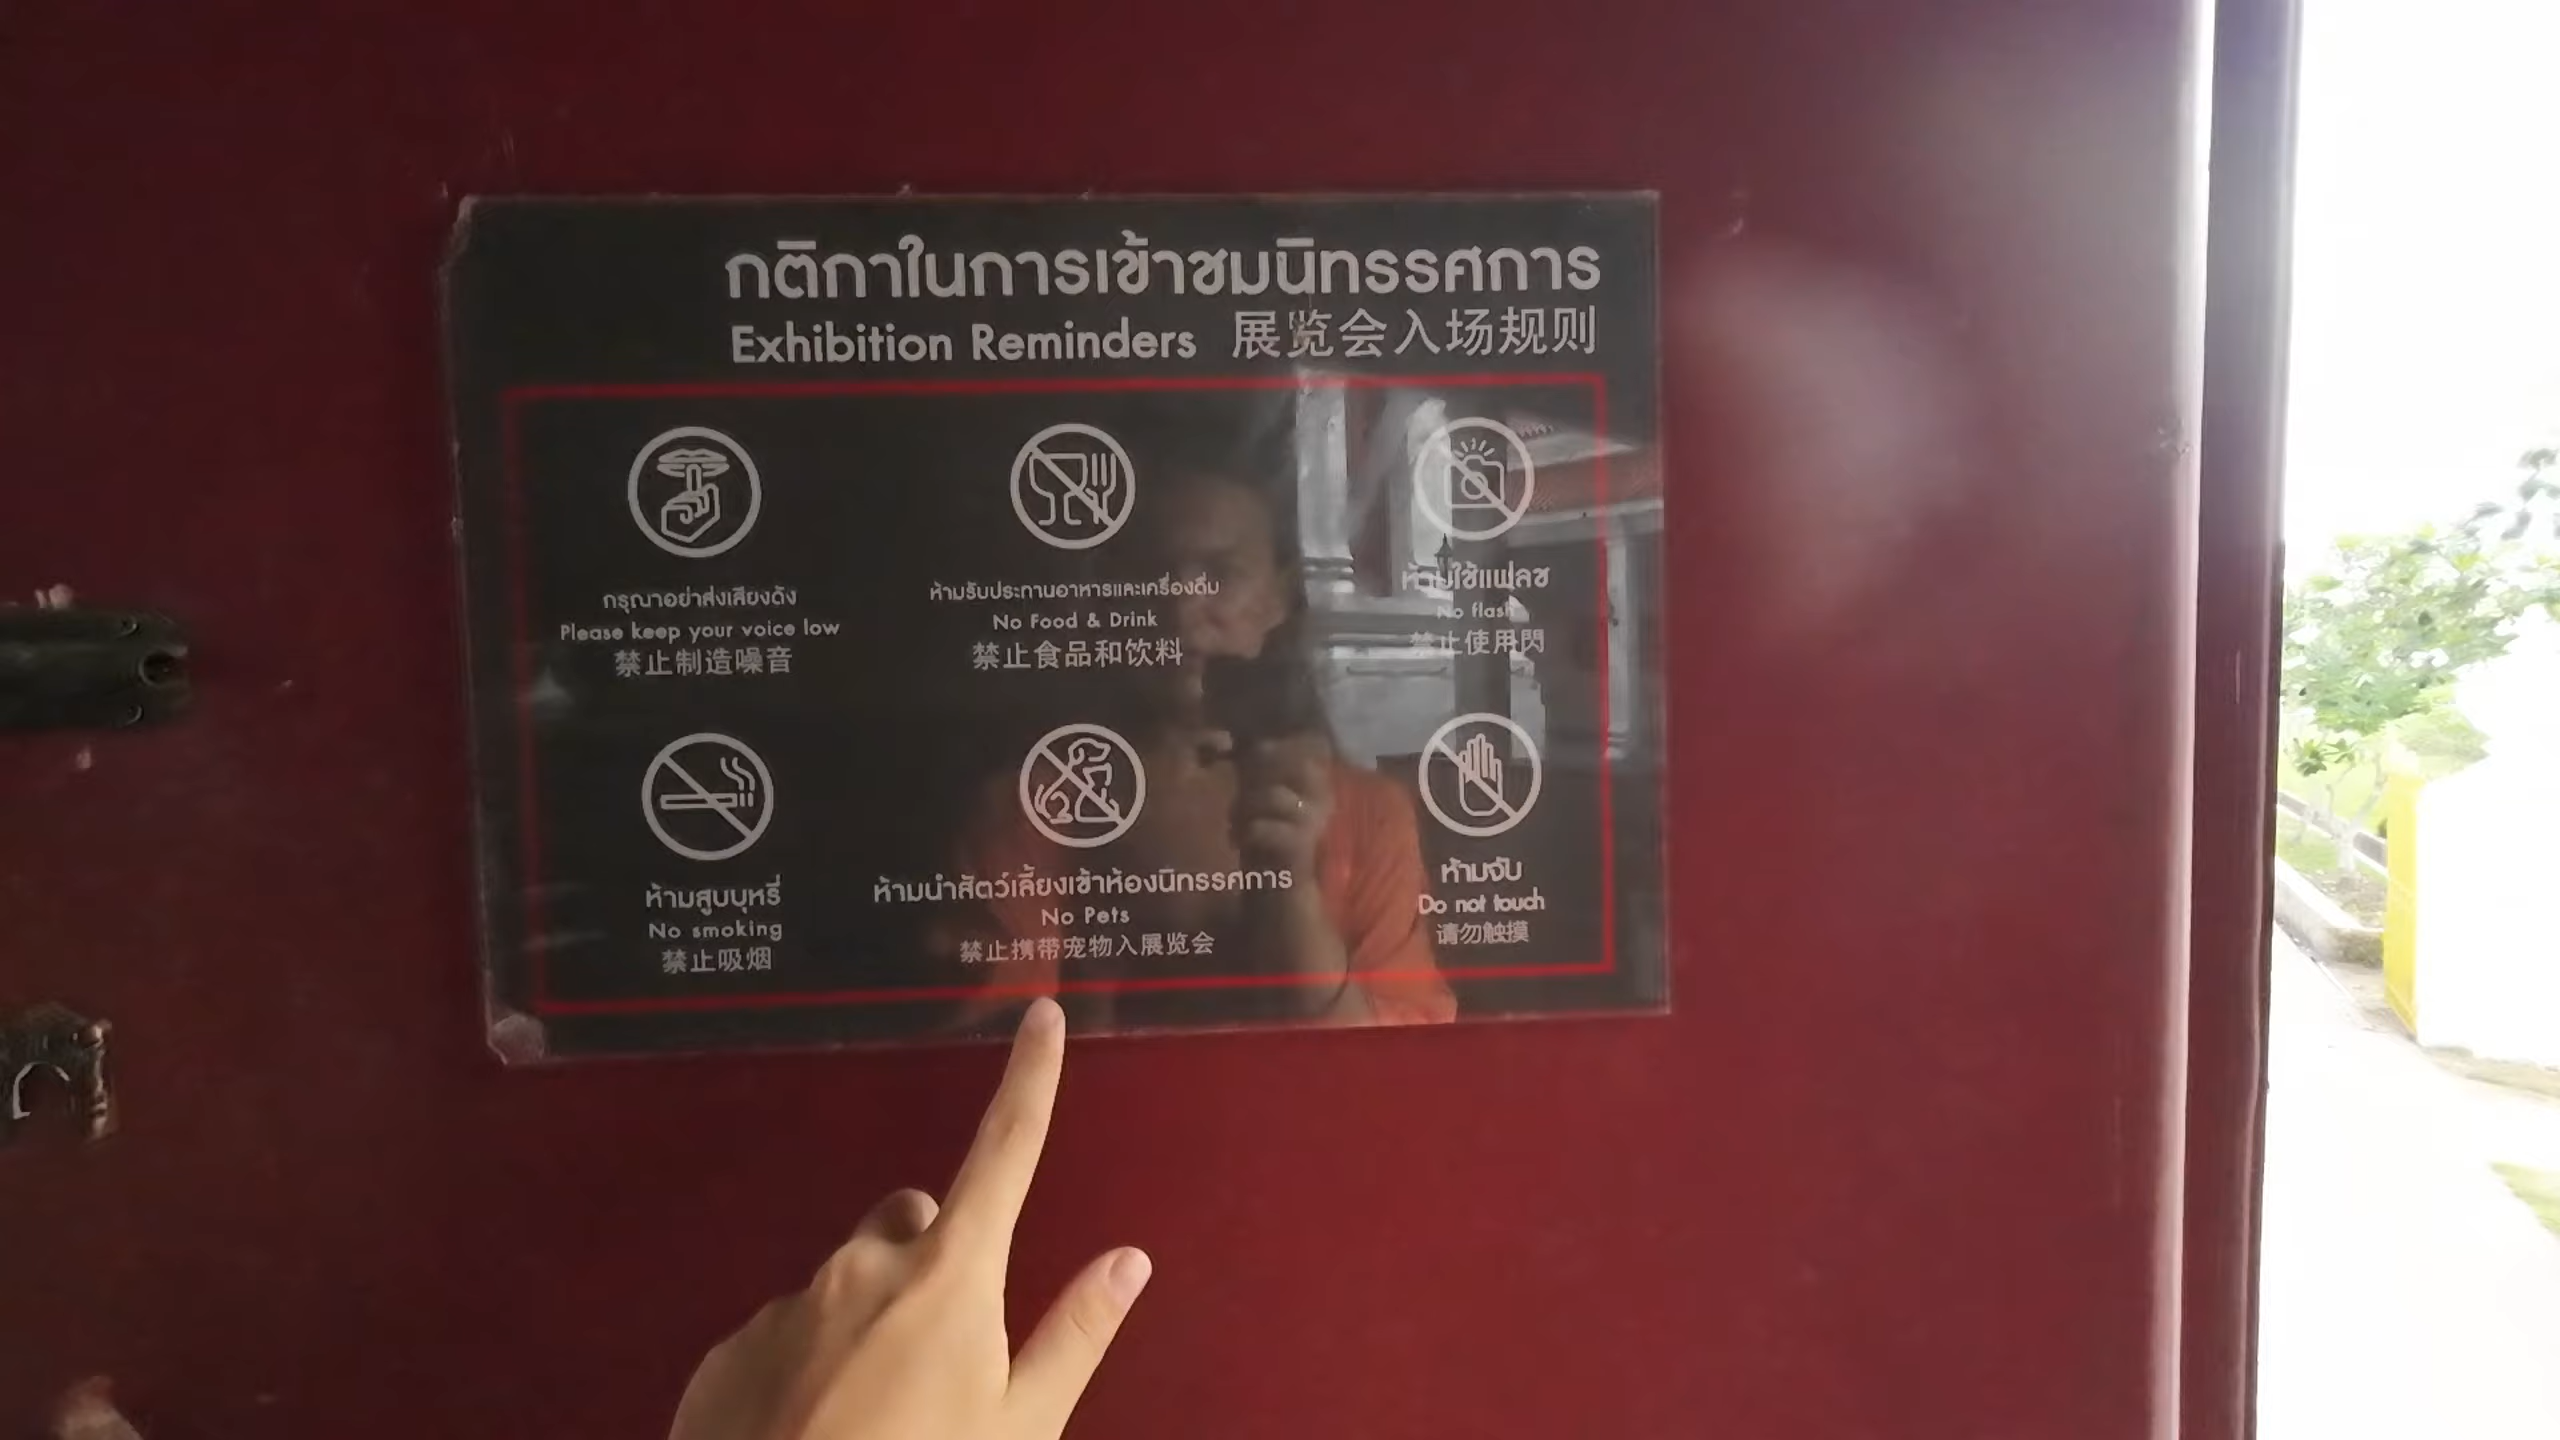 กติกาในการเข้าชมนิทรรศการ
Exhibition Reminders 展览会入场规则
กรุณาอย่าส่งเสียงดัง
Please keep your voice low
禁止制造噪音
ห้ามรับประทานอาหารและเครื่องดื่ม
No Food & Drink
禁止食品和饮料
ห้ามใช้แฟลช
No flash
禁止使用閃
ห้ามสูบบุหรี่
No smoking
禁止吸烟
ห้ามนำสัตว์เลี้ยงเข้าห้องนิทรรศการ
No Pets
禁止携带宠物入展览会
ห้ามจับ
Do not touch
请勿触摸